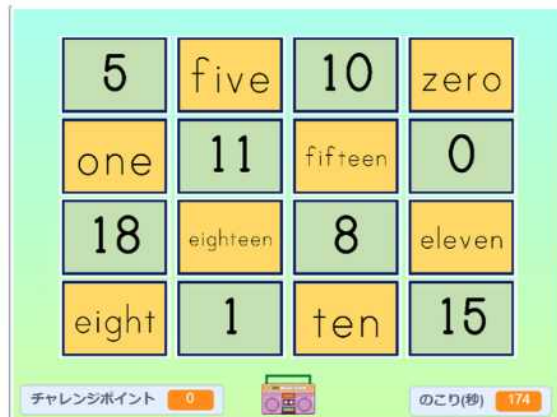 5 five 10 zero
one 11 fifteen 0
18 eighteen 8 eleven
eight 1 ten 15
チャレンジポイント 0 のこり(秒) 174